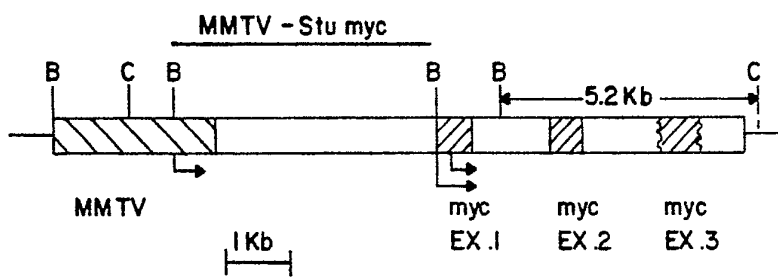 MMTV - Stu myc
B C B B B C
5.2 Kb
MMTV myc myc myc
EX.1 EX.2 EX.3
1 Kb